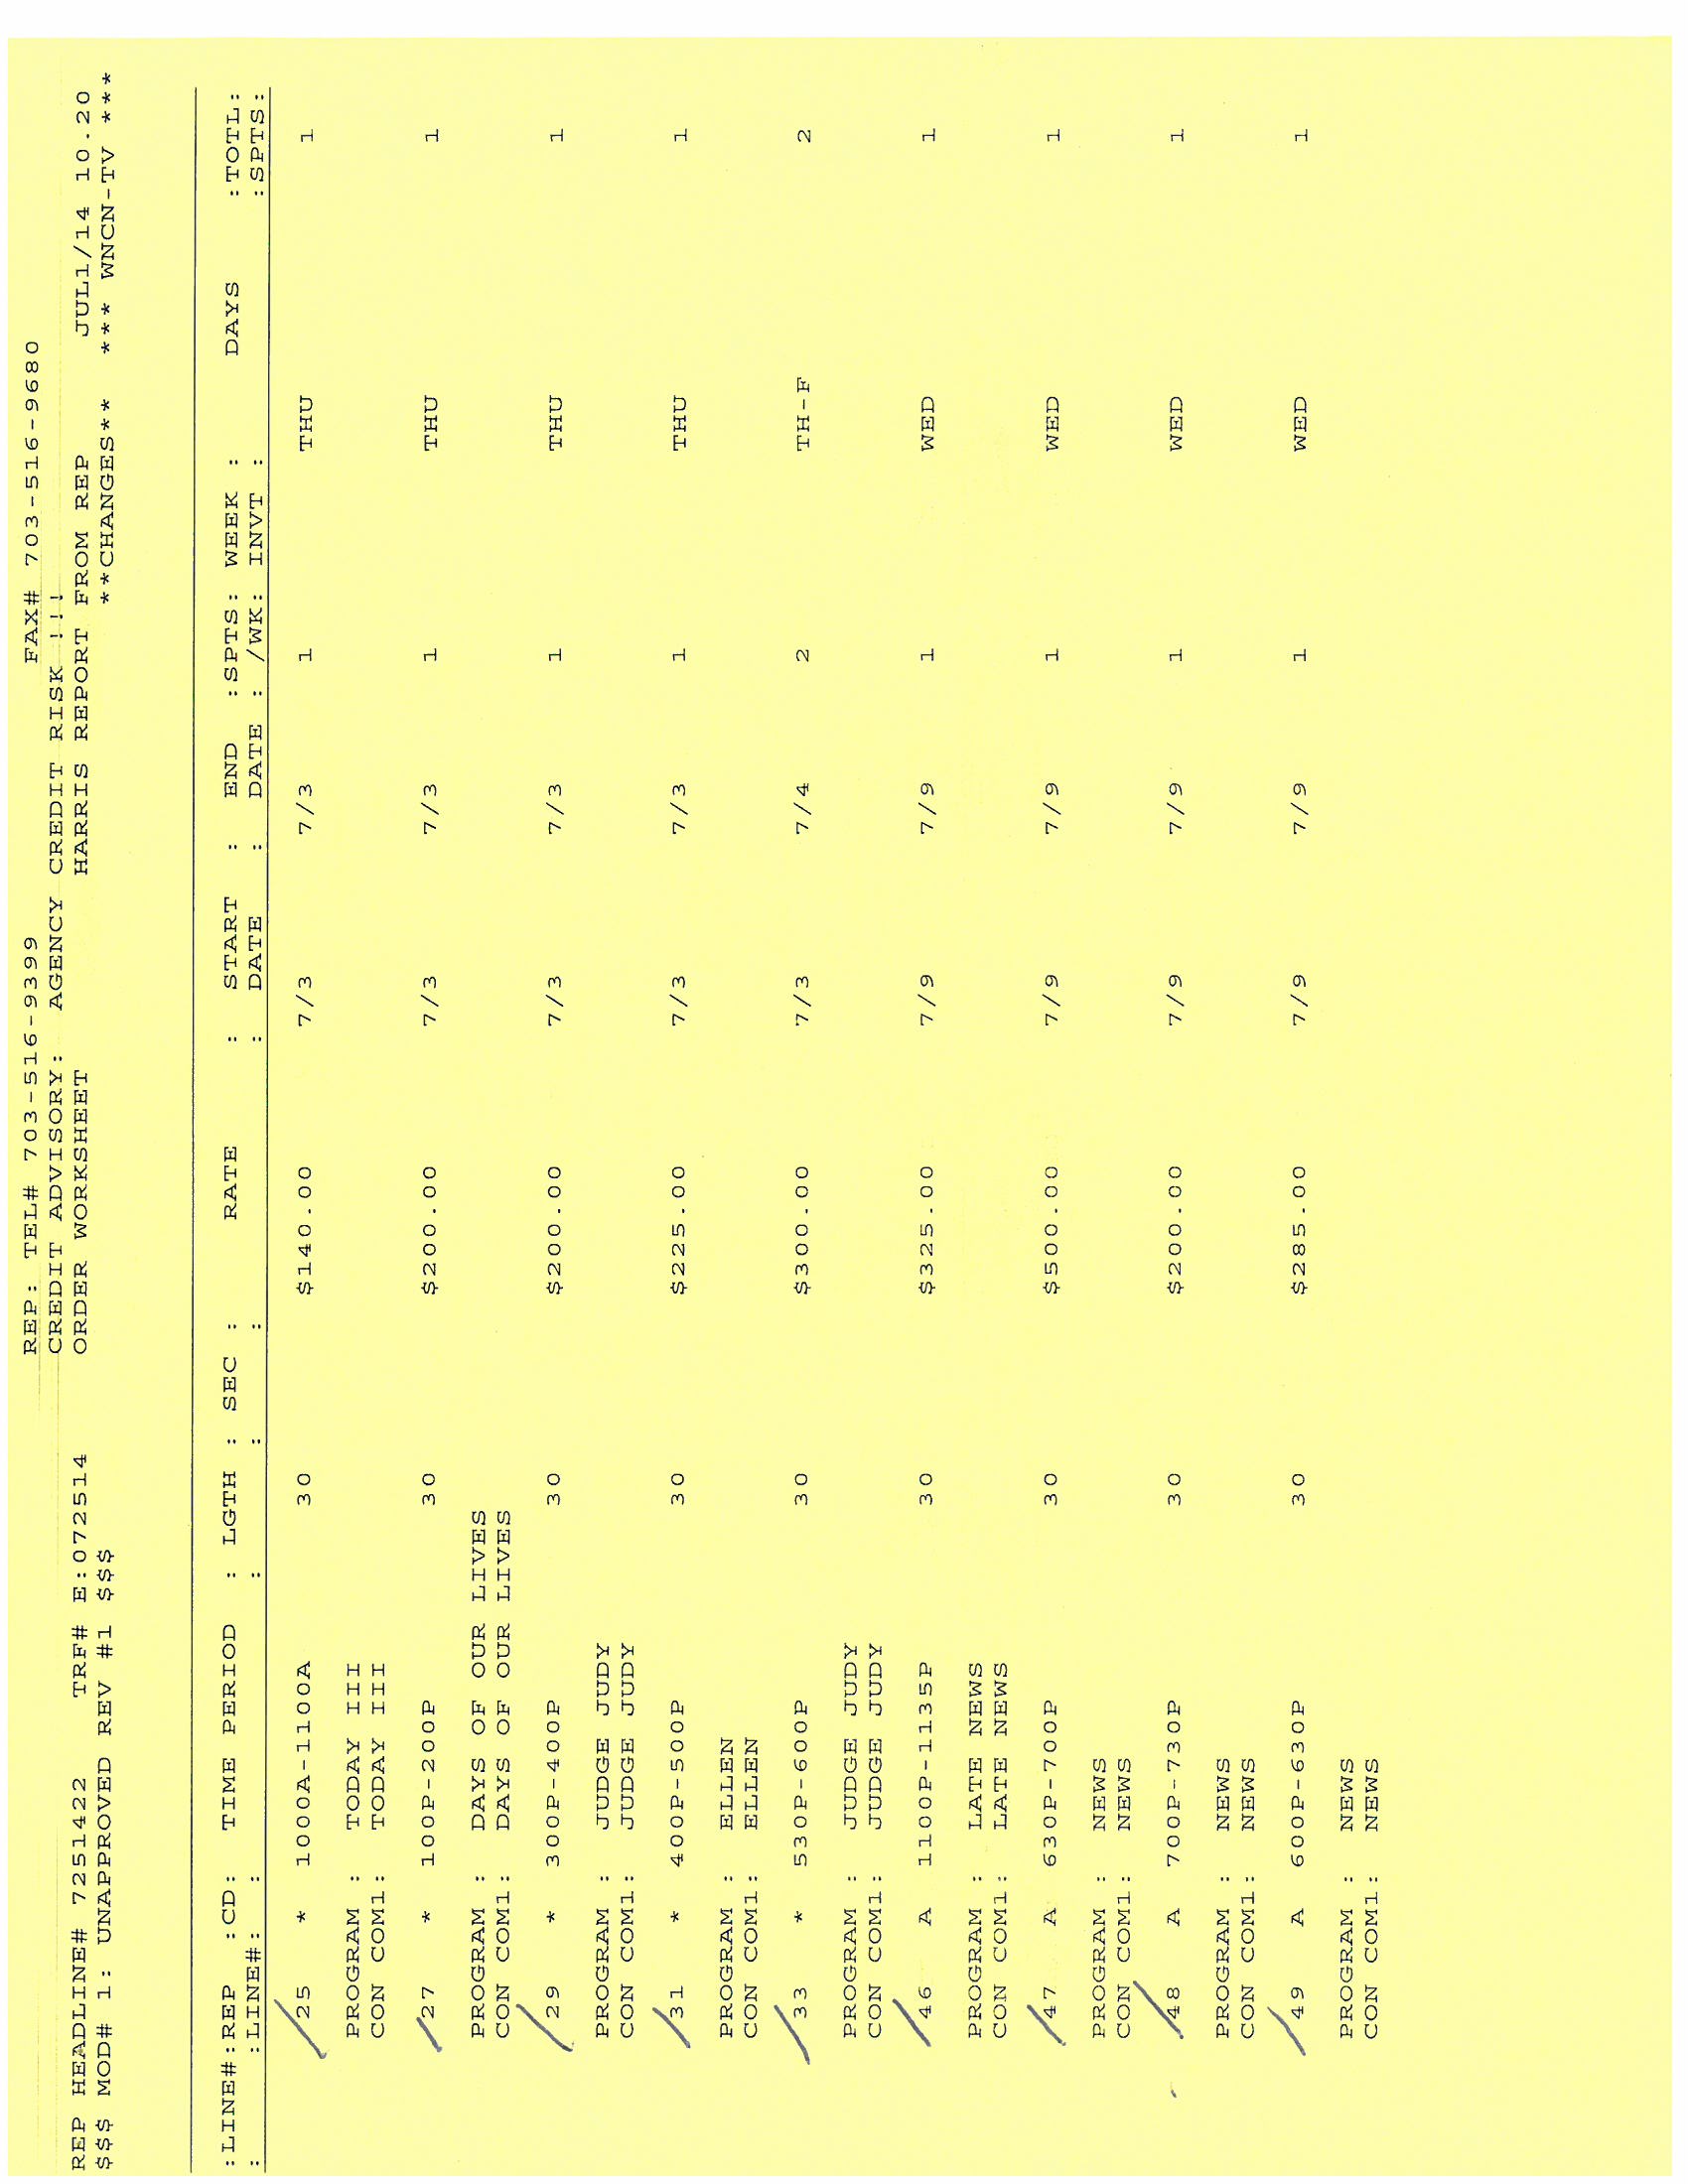 REP: TEL# 703-516-9399 FAX# 703-516-9680
CREDIT ADVISORY: AGENCY CREDIT RISK !!!
REP HEADLINE# 7251422 TRF# E:072514 ORDER WORKSHEET HARRIS REPORT FROM REP JUL1/14 10.20
$$$ MOD# 1: UNAPPROVED REV #1 $$$ **CHANGES** *** WNCN-TV ***
:LINE#:REP :CD: TIME PERIOD : LGTH : SEC : RATE : START : END :SPTS: WEEK : DAYS :TOTL:
: :LINE#: : : : : DATE : DATE : /WK: INVT : :SPTS:
25 * 1000A-1100A 30 $140.00 7/3 7/3 1 THU 1
PROGRAM : TODAY III
CON COM1: TODAY III
27 * 100P-200P 30 $200.00 7/3 7/3 1 THU 1
PROGRAM : DAYS OF OUR LIVES
CON COM1: DAYS OF OUR LIVES
29 * 300P-400P 30 $200.00 7/3 7/3 1 THU 1
PROGRAM : JUDGE JUDY
CON COM1: JUDGE JUDY
31 * 400P-500P 30 $225.00 7/3 7/3 1 THU 1
PROGRAM : ELLEN
CON COM1: ELLEN
33 * 530P-600P 30 $300.00 7/3 7/4 2 TH-F 2
PROGRAM : JUDGE JUDY
CON COM1: JUDGE JUDY
46 A 1100P-1135P 30 $325.00 7/9 7/9 1 WED 1
PROGRAM : LATE NEWS
CON COM1: LATE NEWS
47 A 630P-700P 30 $500.00 7/9 7/9 1 WED 1
PROGRAM : NEWS
CON COM1: NEWS
48 A 700P-730P 30 $200.00 7/9 7/9 1 WED 1
PROGRAM : NEWS
CON COM1: NEWS
49 A 600P-630P 30 $285.00 7/9 7/9 1 WED 1
PROGRAM : NEWS
CON COM1: NEWS